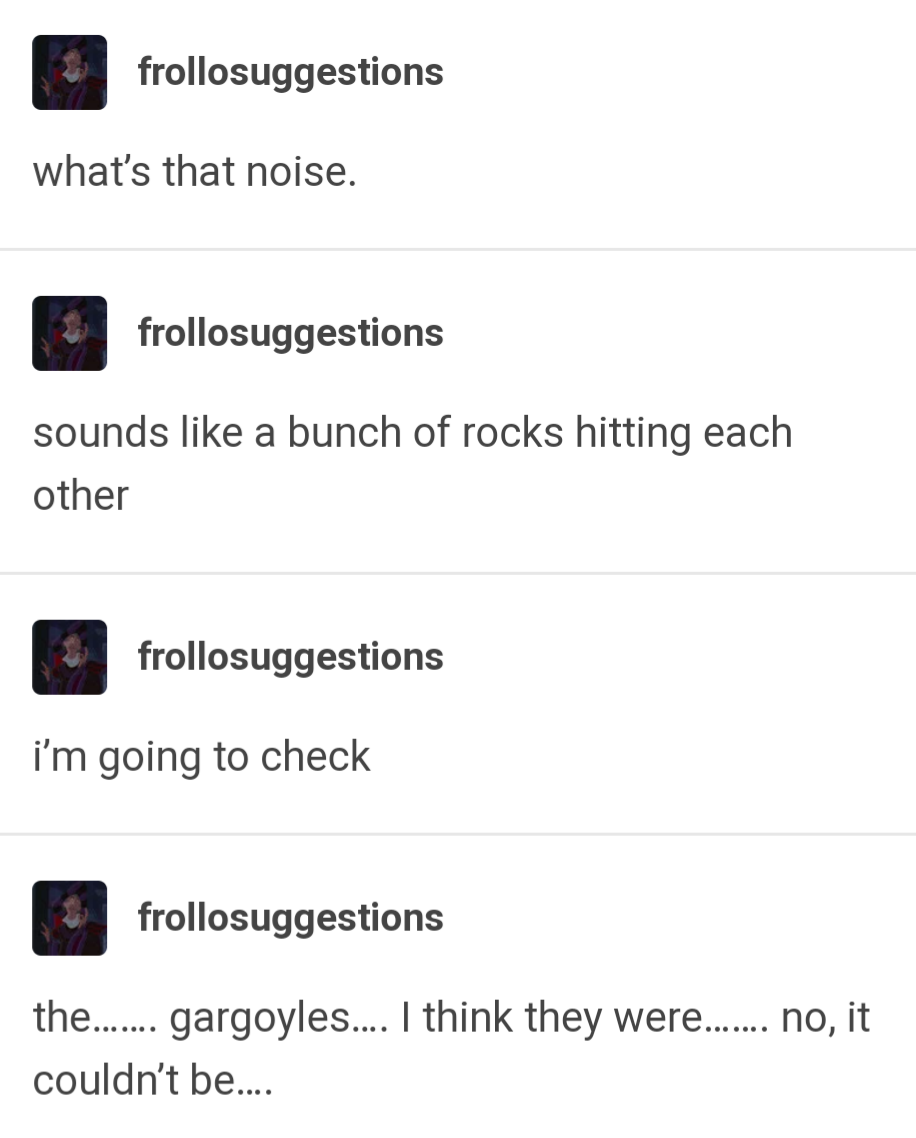 frollosuggestions
what’s that noise.
frollosuggestions
sounds like a bunch of rocks hitting each
other
frollosuggestions
i’m going to check
frollosuggestions
the....... gargoyles.... I think they were....... no, it
couldn’t be....